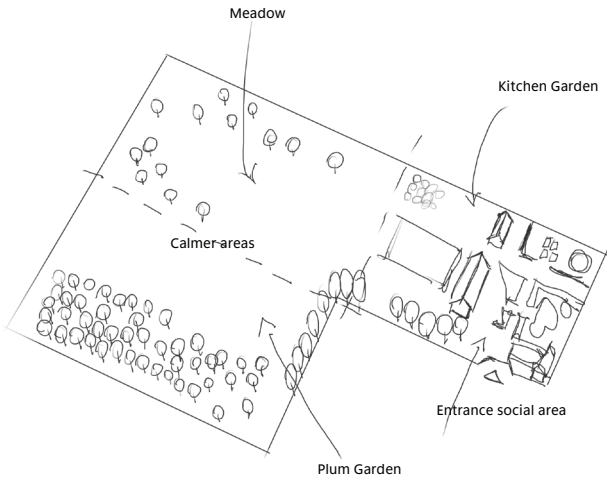 Meadow
Kitchen Garden
Calmer areas
Entrance social area
Plum Garden